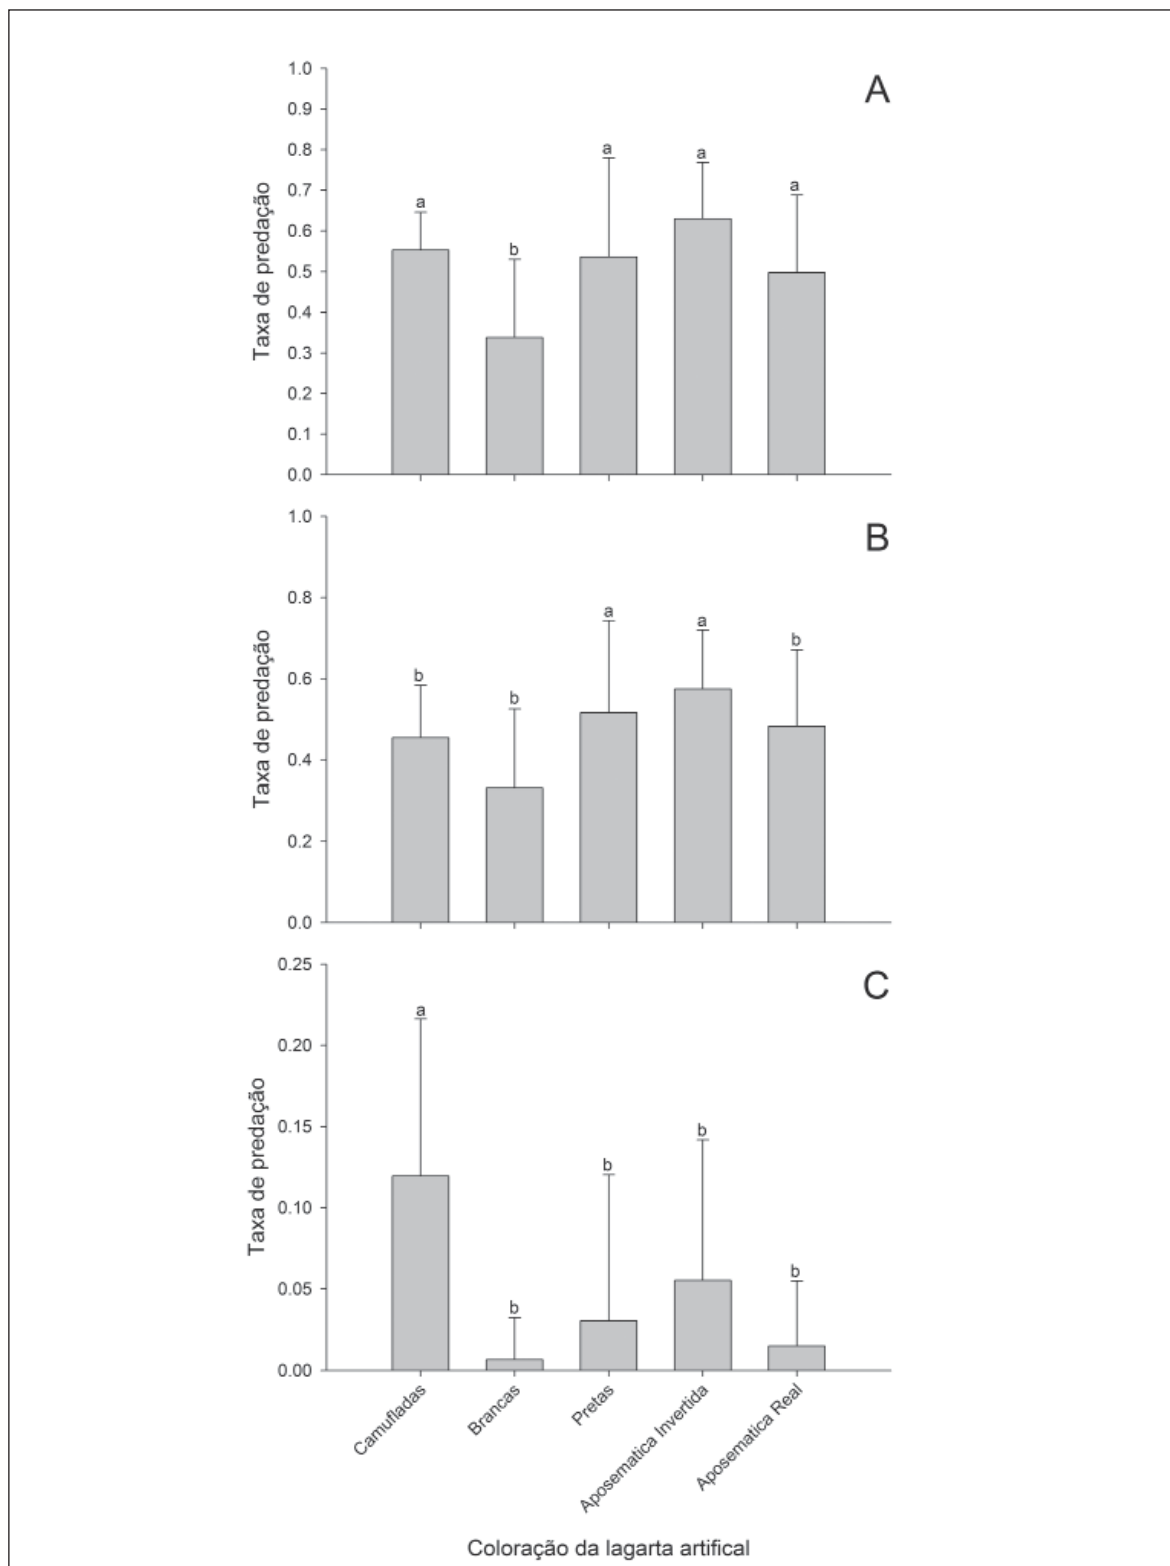 A
1.0
0.9
0.8
0.7
0.6
0.5
0.4
0.3
0.2
0.1
0.0
Taxa de predação
a
b
a
a
a
B
1.0
0.8
0.6
0.4
0.2
0.0
Taxa de predação
b
b
a
a
b
C
0.25
0.20
0.15
0.10
0.05
0.00
Taxa de predação
a
b
b
b
b
Camufladas
Brancas
Pretas
Aposematica Invertida
Aposematica Real
Coloração da lagarta artifical